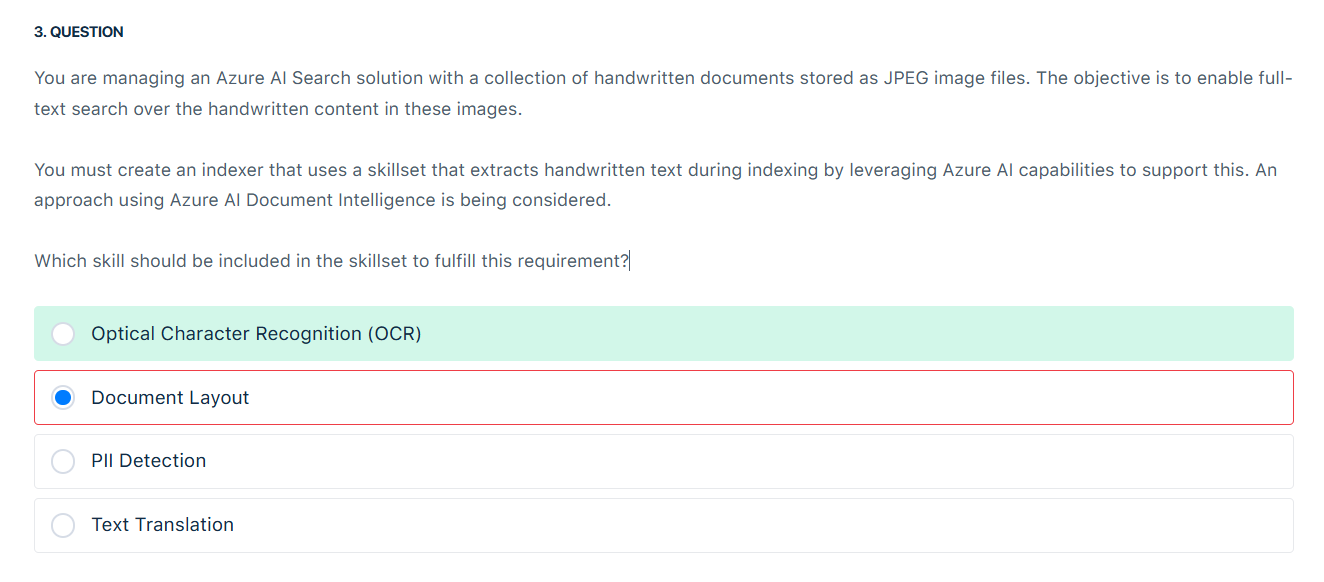 3. QUESTION
You are managing an Azure AI Search solution with a collection of handwritten documents stored as JPEG image files. The objective is to enable full-
text search over the handwritten content in these images.
You must create an indexer that uses a skillset that extracts handwritten text during indexing by leveraging Azure AI capabilities to support this. An
approach using Azure AI Document Intelligence is being considered.
Which skill should be included in the skillset to fulfill this requirement?
Optical Character Recognition (OCR)
Document Layout
PII Detection
Text Translation